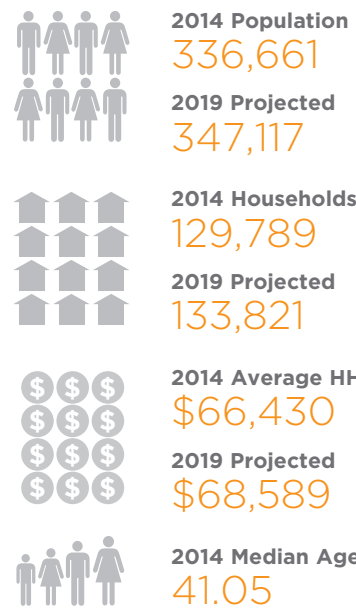 2014 Population
336,661
2019 Projected
347,117
2014 Households
129,789
2019 Projected
133,821
$ $ $
2014 Average HH
$66,430
$ $ $
$ $ $
2019 Projected
$68,589
$ $ $
2014 Median Age
41.05